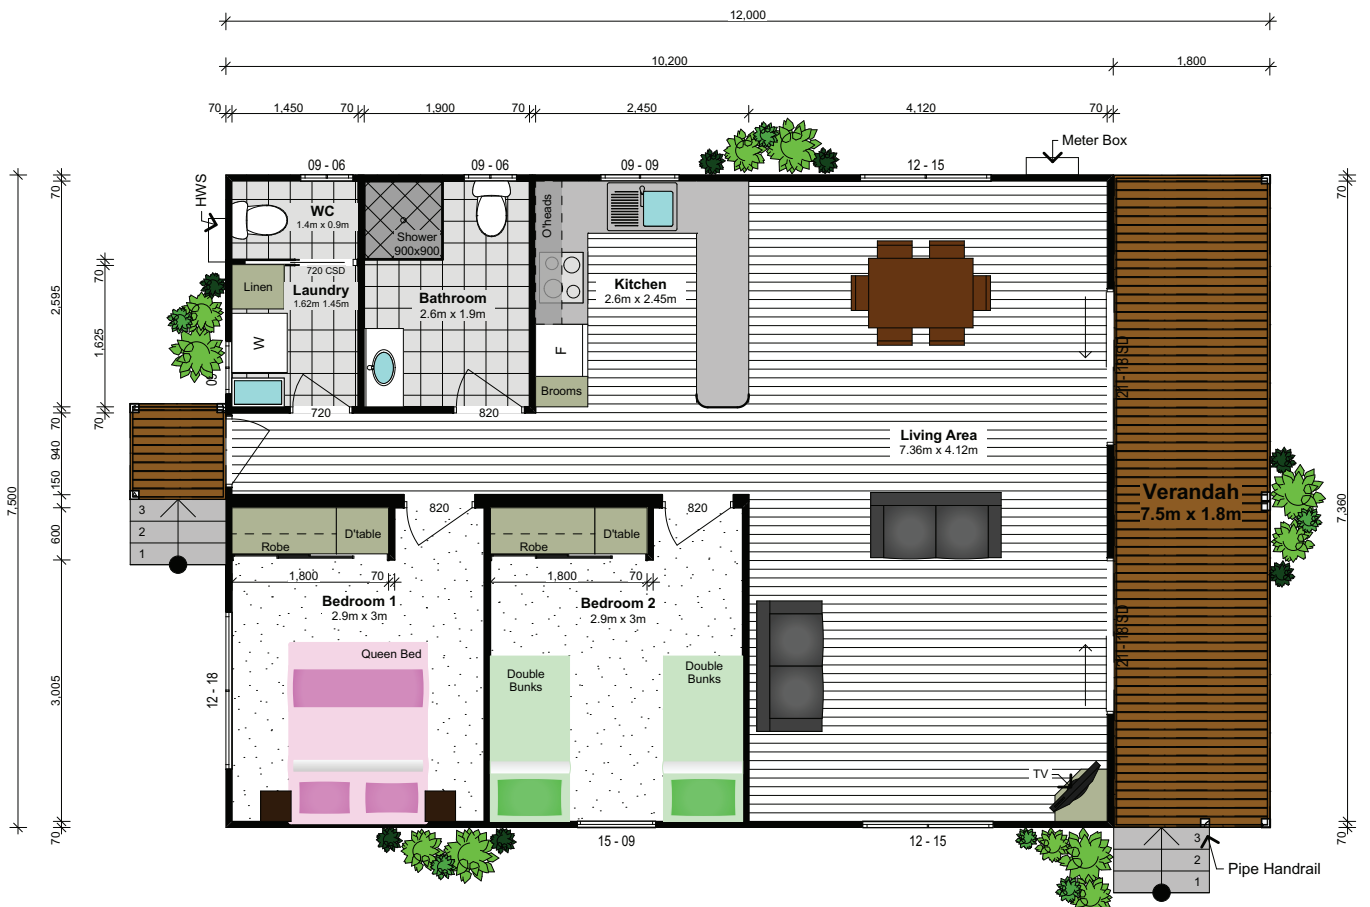 12,000
10,200
1,800
70
1,450
70
1,900
70
2,450
4,120
70
Meter Box
09 - 06
09 - 06
09 - 09
12 - 15
HWS
WC
1.4m x 0.9m
Shower
900x900
O'heads
720 CSD
Linen
Laundry
1.62m 1.45m
Bathroom
2.6m x 1.9m
Kitchen
2.6m x 2.45m
W
F
Brooms
720
820
21 - 18 SD
Living Area
7.36m x 4.12m
Verandah
7.5m x 1.8m
3
2
1
820
820
D'table
Robe
D'table
Robe
1,800
70
1,800
70
Bedroom 1
2.9m x 3m
Bedroom 2
2.9m x 3m
21 - 18 SD
Queen Bed
Double
Bunks
Double
Bunks
12 - 18
TV
15 - 09
12 - 15
3
2
1
Pipe Handrail
7,500
70
2,595
70
940
150
600
3,005
70
70
1,625
70
70
7,360
70